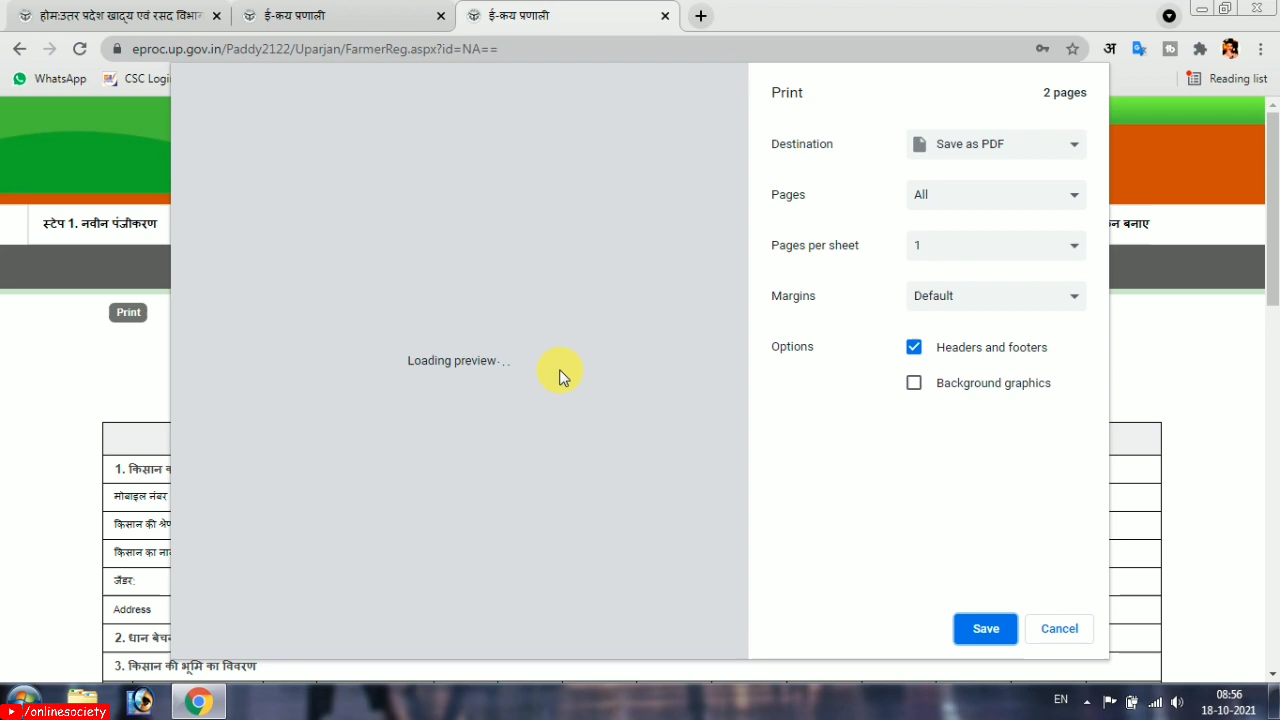 होम:उतर प्रदेश खाद्य एवं रसद विभाग
ई-क्रय प्रणाली
ई-क्रय प्रणाली
eproc.up.gov.in/Paddy2122/Uparjan/FarmerReg.aspx?id=NA==
अ
WhatsApp
CSC Logi
Reading list
स्टेप 1. नवीन पंजीकरण
न बनाए
Print
Print
2 pages
Destination
Save as PDF
Pages
All
Pages per sheet
1
Margins
Default
Options
Headers and footers
Background graphics
Loading preview...
Save
Cancel
1. किसान
मोबाइल नंबर
किसान की
किसान का
जेंडर:
Address
2. धान
3. किसान की भूमि का विवरण
EN
08:56
18-10-2021
/onlinesociety